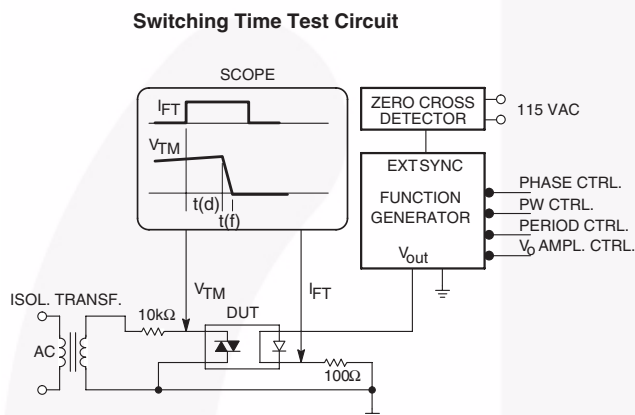 Switching Time Test Circuit
SCOPE
IFT
VTM
t(d)
t(f)
ZERO CROSS
DETECTOR
115 VAC
EXT SYNC
FUNCTION
GENERATOR
Vout
PHASE CTRL.
PW CTRL.
PERIOD CTRL.
VO AMPL. CTRL.
ISOL. TRANSF.
AC
10kΩ
VTM
DUT
IFT
100Ω